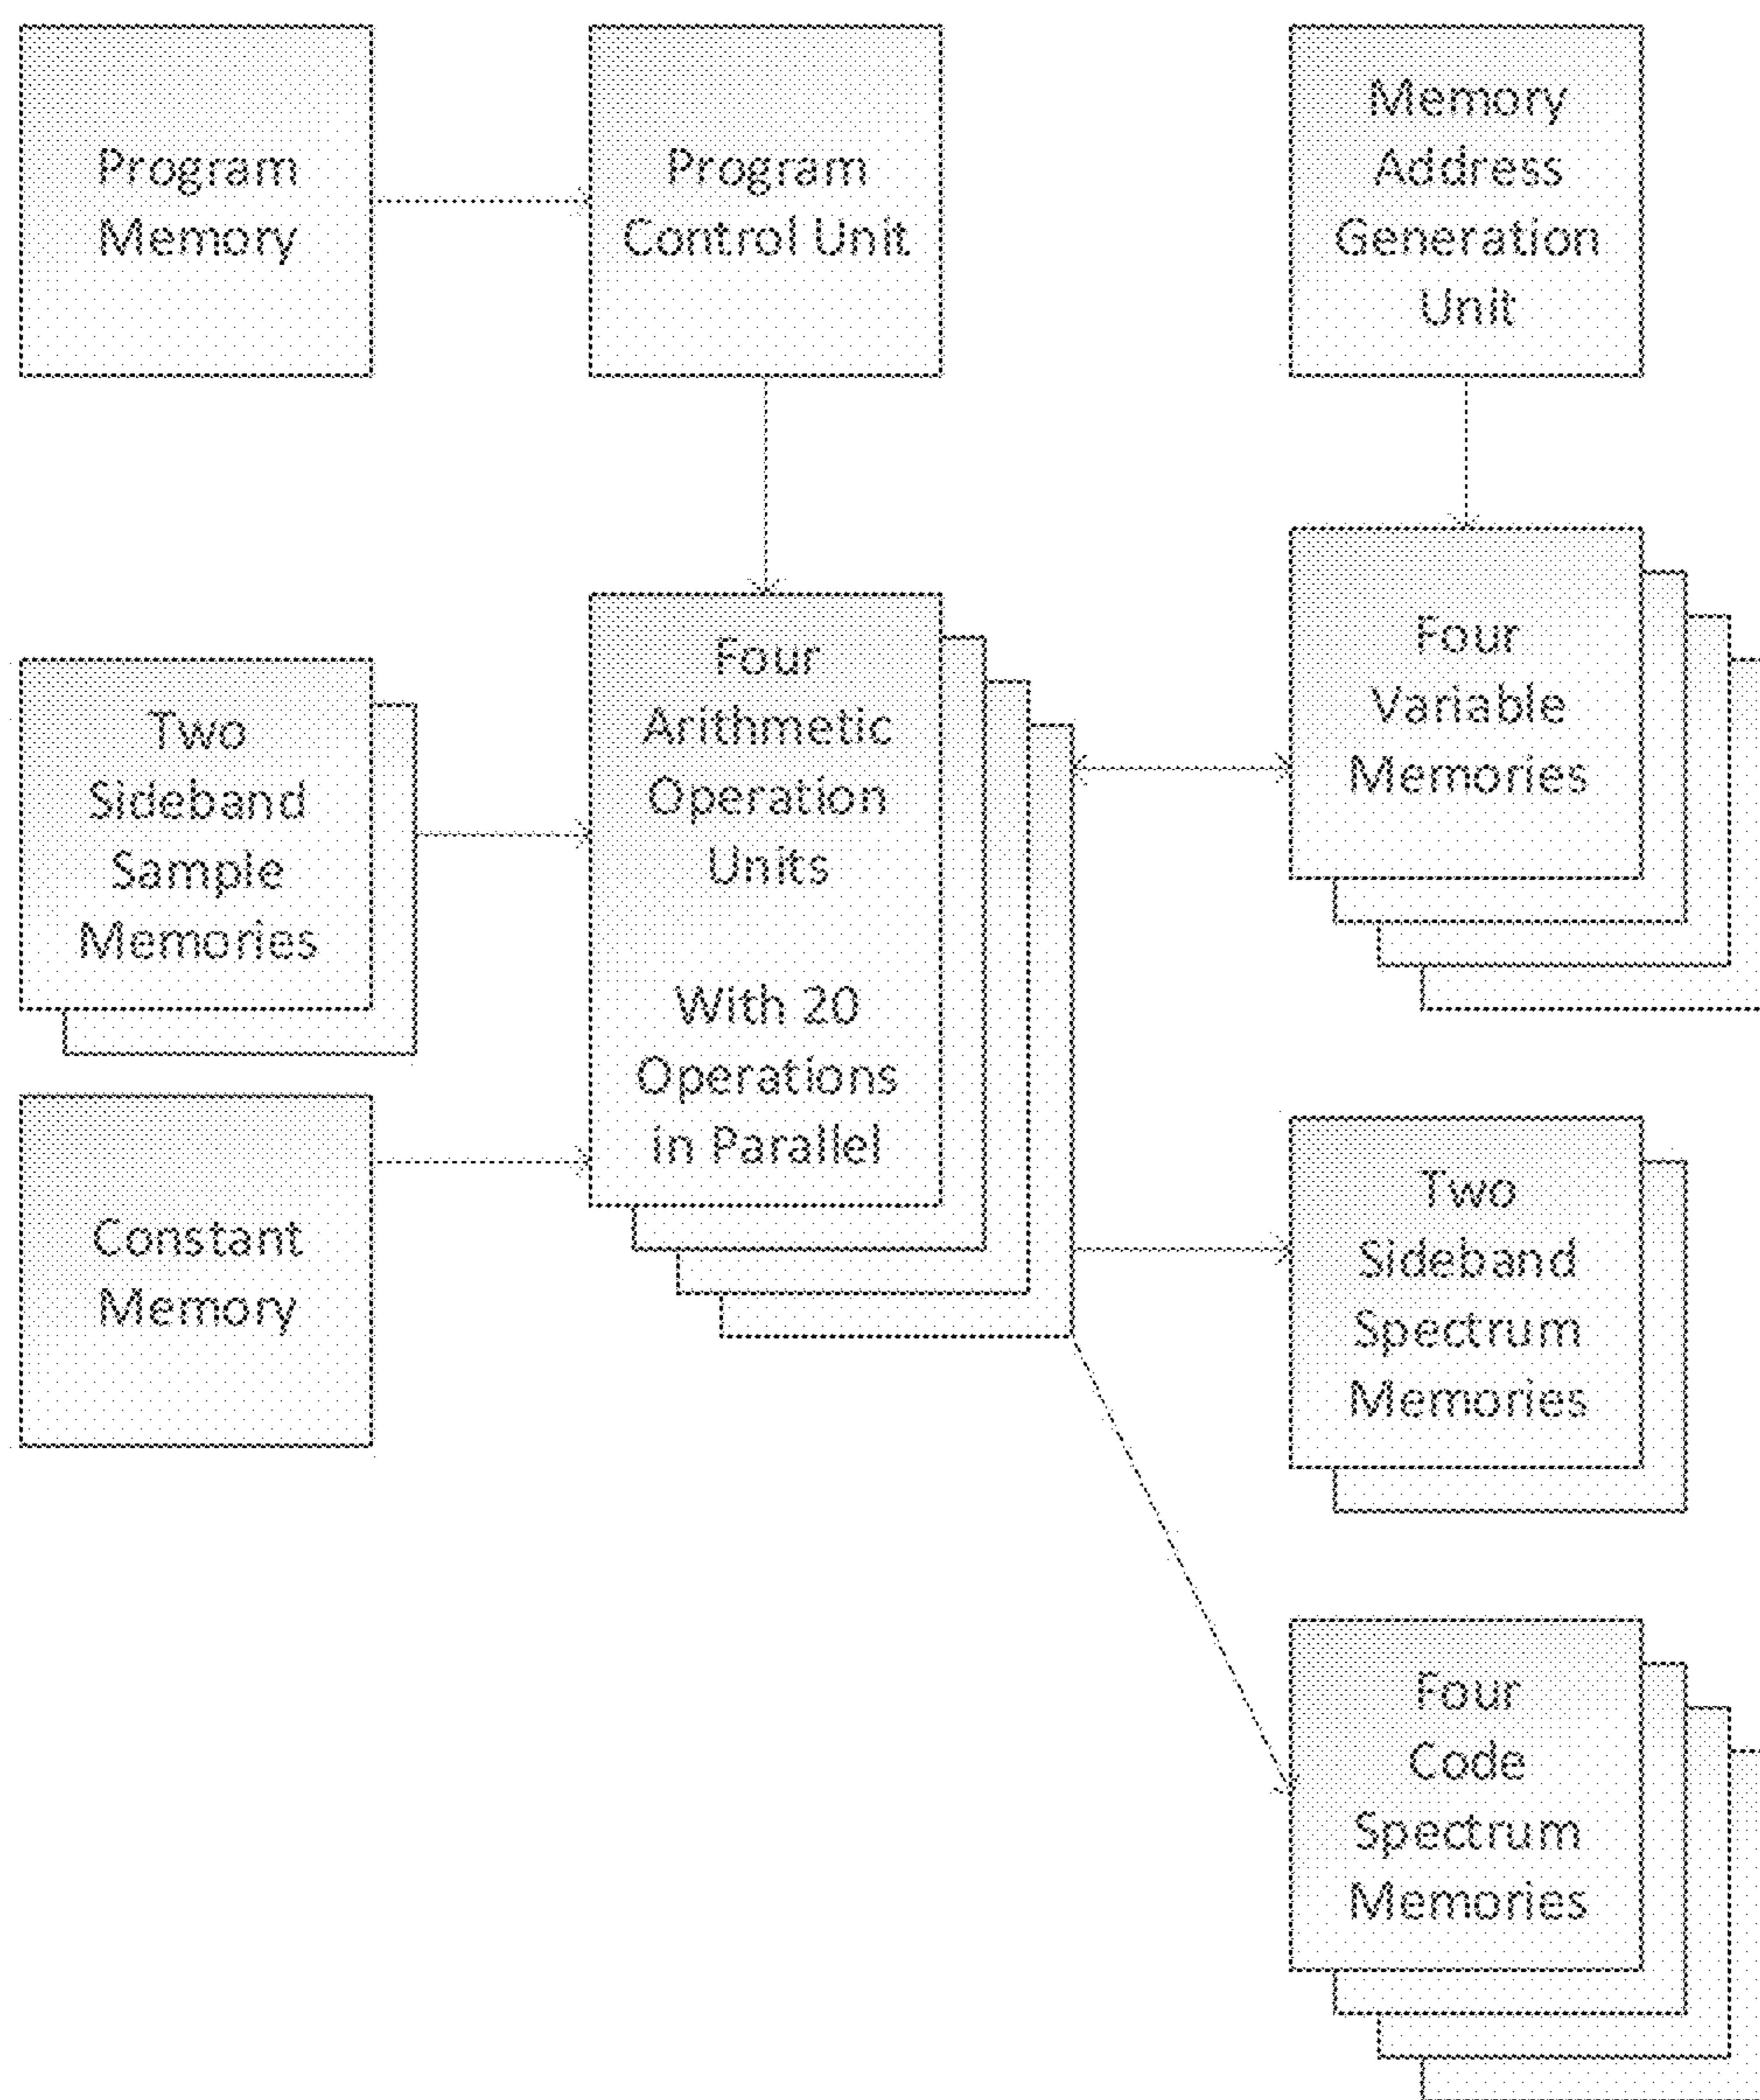 Program
Memory
Program
Control Unit
Memory
Address
Generation
Unit
Two
Sideband
Sample
Memories
Four
Arithmetic
Operation
Units
With 20
Operations
in Parallel
Four
Variable
Memories
Constant
Memory
Two
Sideband
Spectrum
Memories
Four
Code
Spectrum
Memories